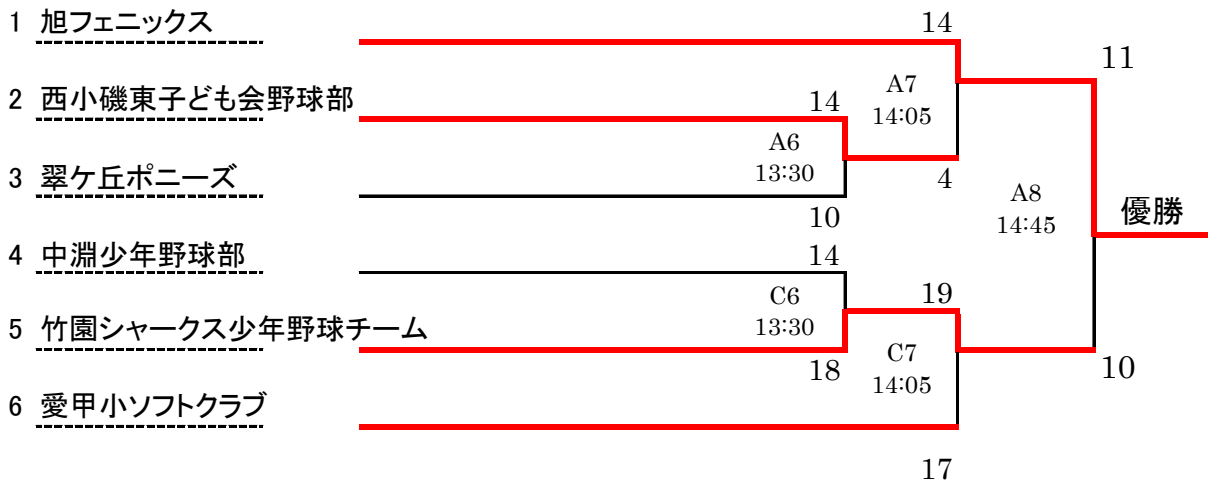 1 旭フェニックス
14
11
2 西小磯東子ども会野球部
14
A7
14:05
A6
13:30
3 翠ケ丘ポニーズ
4
10
A8
14:45
優勝
4 中淵少年野球部
14
C6
13:30
19
5 竹園シャークス少年野球チーム
18
C7
14:05
10
6 愛甲小ソフトクラブ
17